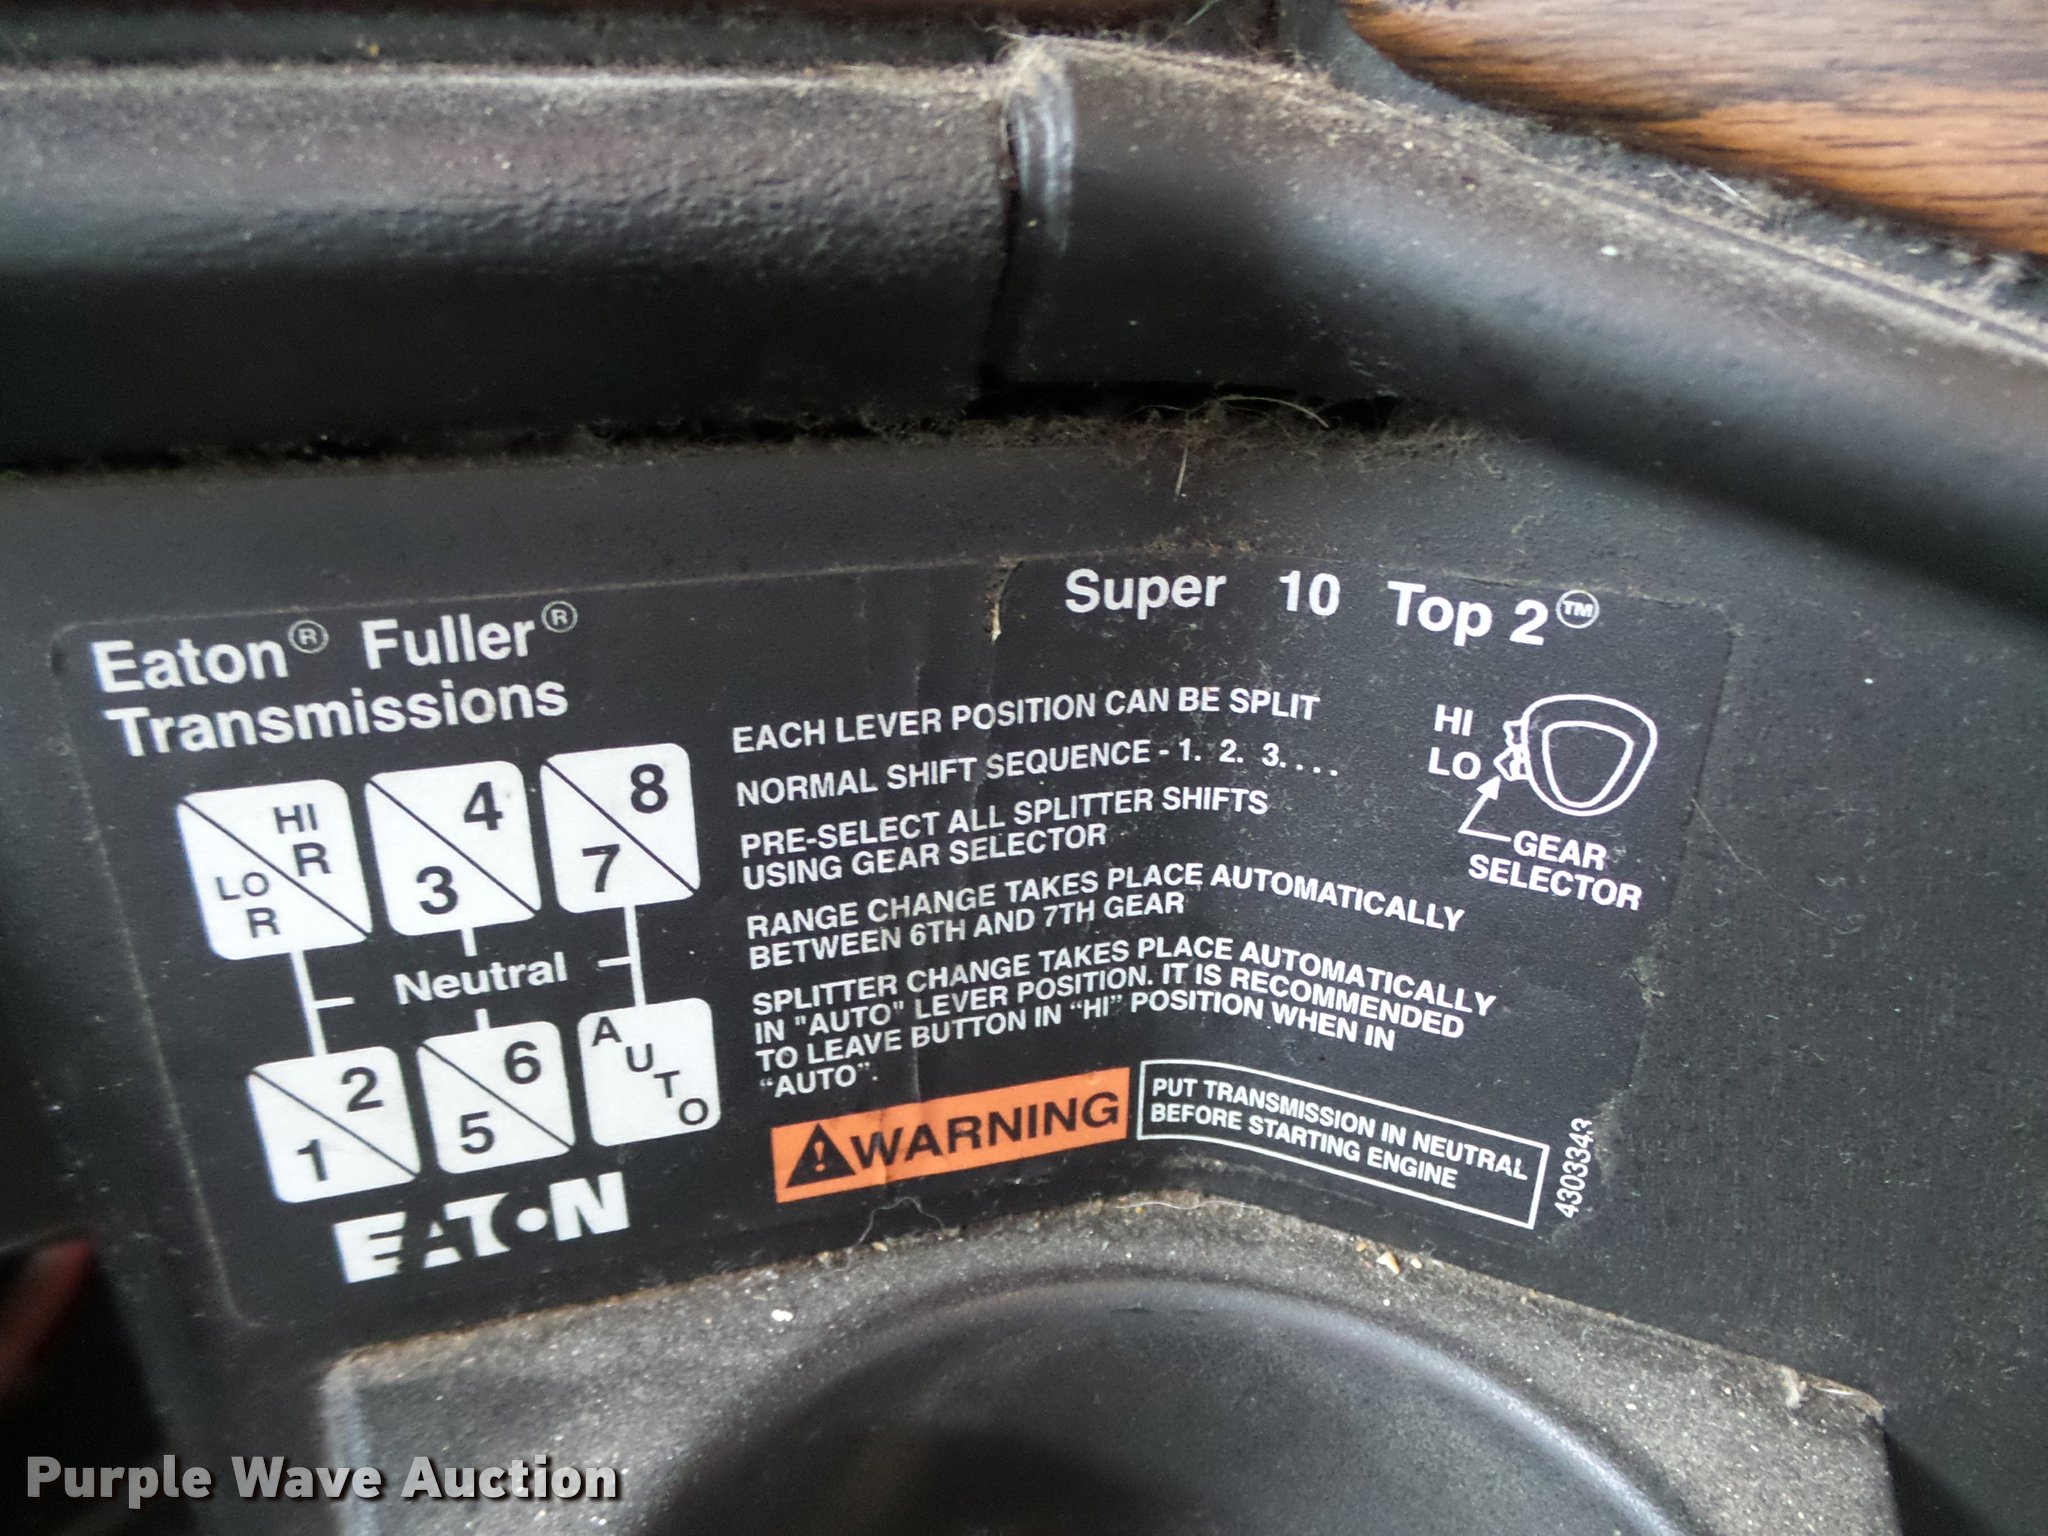 Eaton® Fuller®
Transmissions
Super 10 Top 2™
HI
R
LO
R
4
3
8
7
Neutral
2
1
6
5
A
U
T
O
EATON
EACH LEVER POSITION CAN BE SPLIT
NORMAL SHIFT SEQUENCE - 1. 2. 3. . . .
PRE-SELECT ALL SPLITTER SHIFTS
USING GEAR SELECTOR
RANGE CHANGE TAKES PLACE AUTOMATICALLY
BETWEEN 6TH AND 7TH GEAR
SPLITTER CHANGE TAKES PLACE AUTOMATICALLY
IN "AUTO" LEVER POSITION. IT IS RECOMMENDED
TO LEAVE BUTTON IN “HI” POSITION WHEN IN
“AUTO”.
HI
LO
GEAR
SELECTOR
WARNING
PUT TRANSMISSION IN NEUTRAL
BEFORE STARTING ENGINE
4303343
Purple Wave Auction